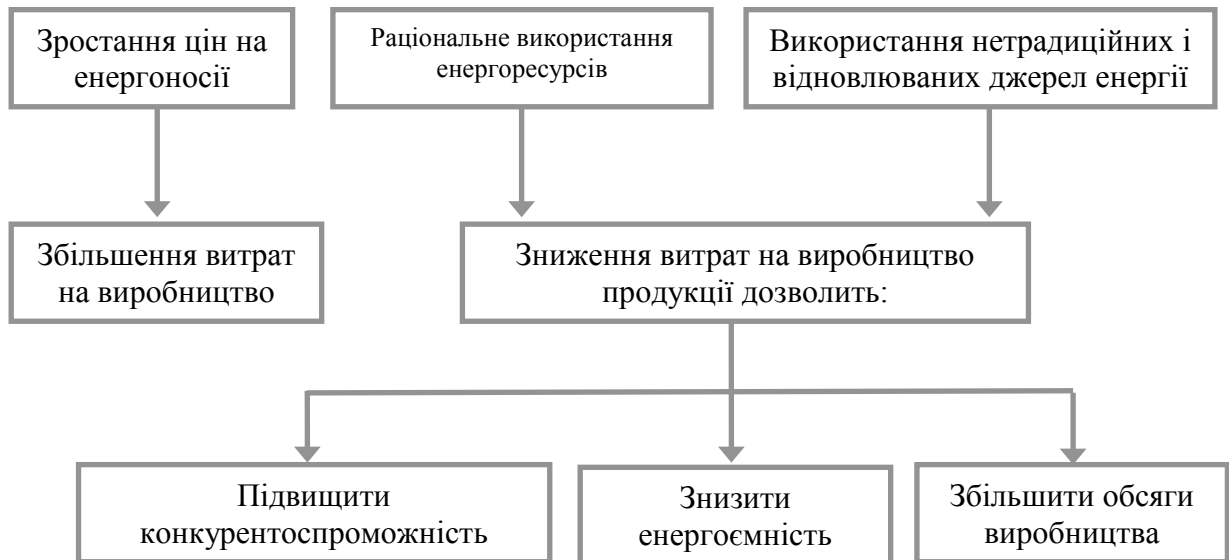 Зростання цін на
енергоносії
Раціональне використання
енергоресурсів
Використання нетрадиційних і
відновлюваних джерел енергії
Збільшення витрат
на виробництво
Зниження витрат на виробництво
продукції дозволить:
Підвищити
конкурентоспроможність
Знизити
енергоємність
Збільшити обсяги
виробництва